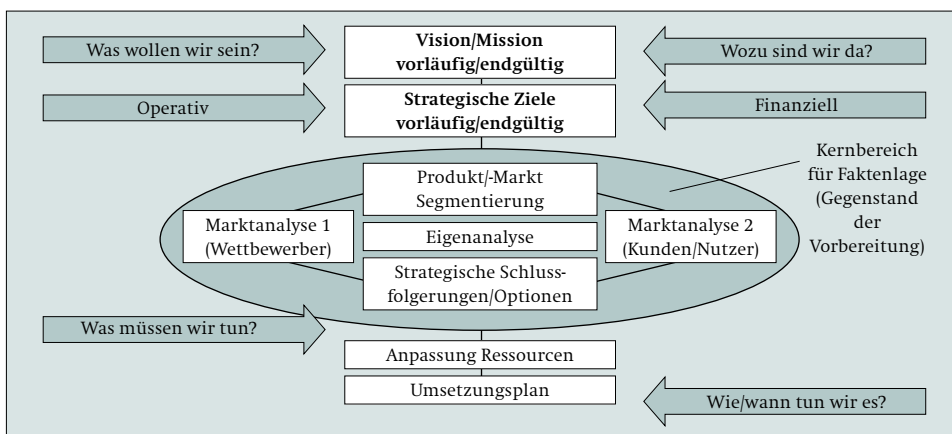 Was wollen wir sein?
Vision/Mission
vorläufig/endgültig
Wozu sind wir da?
Operativ
Strategische Ziele
vorläufig/endgültig
Finanziell
Kernbereich
für Faktenlage
(Gegenstand
der
Vorbereitung)
Produkt/-Markt
Segmentierung
Marktanalyse 1
(Wettbewerber)
Eigenanalyse
Marktanalyse 2
(Kunden/Nutzer)
Strategische Schluss-
folgerungen/Optionen
Was müssen wir tun?
Anpassung Ressourcen
Umsetzungsplan
Wie/wann tun wir es?